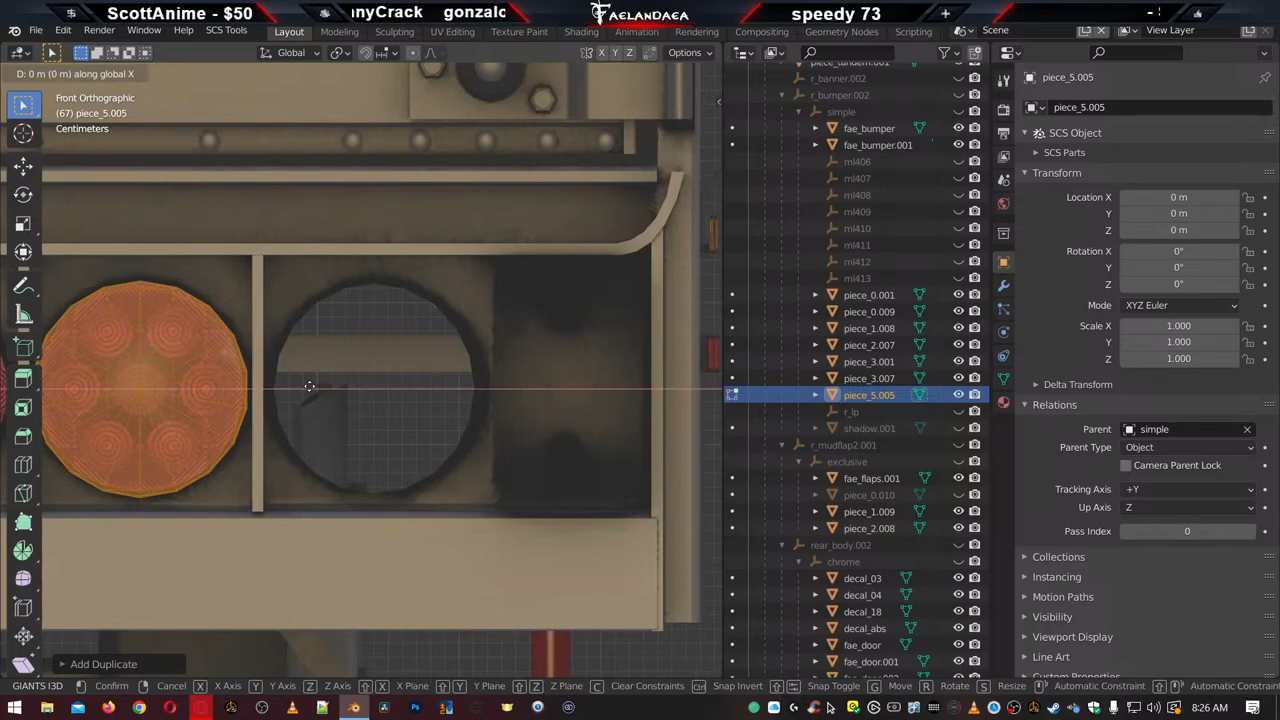 ScottAnime - $50
nyCrack gonzalo
FAELANDAEA
speedy 73
File Edit Render Window Help SCS Tools
Layout Modeling Sculpting UV Editing Texture Paint Shading Animation Rendering Compositing Geometry Nodes Scripting
Scene
View Layer
Global
X Y Z
Options
D: 0 m (0 m) along global X
Front Orthographic
(67) piece_5.005
Centimeters
Add Duplicate
piece_tandem.001
r_banner.002
r_bumper.002
simple
fae_bumper
fae_bumper.001
ml406
ml407
ml408
ml409
ml410
ml411
ml412
ml413
piece_0.001
piece_0.009
piece_1.008
piece_2.007
piece_3.001
piece_3.007
piece_5.005
r_lp
shadow.001
r_mudflap2.001
exclusive
fae_flaps.001
piece_0.010
piece_1.009
piece_2.008
rear_body.002
chrome
decal_03
decal_04
decal_18
decal_abs
fae_door
fae_door.001
piece_5.005
piece_5.005
SCS Object
SCS Parts
Transform
Location X 0 m
Y 0 m
Z 0 m
Rotation X 0°
Y 0°
Z 0°
Mode XYZ Euler
Scale X 1.000
Y 1.000
Z 1.000
Delta Transform
Relations
Parent simple
Parent Type Object
Camera Parent Lock
Tracking Axis +Y
Up Axis Z
Pass Index 0
Collections
Instancing
Motion Paths
Visibility
Viewport Display
Line Art
Custom Properties
GIANTS I3D Confirm Cancel X X Axis Y Y Axis Z Z Axis X X Plane Y Y Plane Z Z Plane C Clear Constraints Ctrl Snap Invert Snap Toggle G Move R Rotate S Resize Automatic Constraint Automatic Constrai
8:26 AM